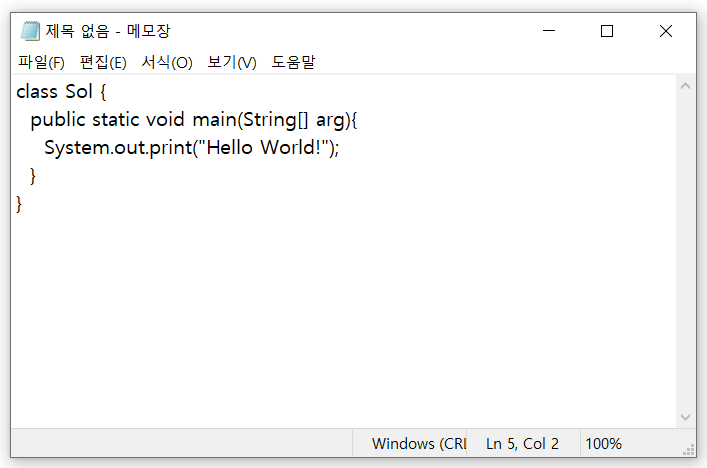 제목 없음 - 메모장
파일(F) 편집(E) 서식(O) 보기(V) 도움말
class Sol {
public static void main(String[] arg){
System.out.print("Hello World!");
}
}
Windows (CRI Ln 5, Col 2 100%